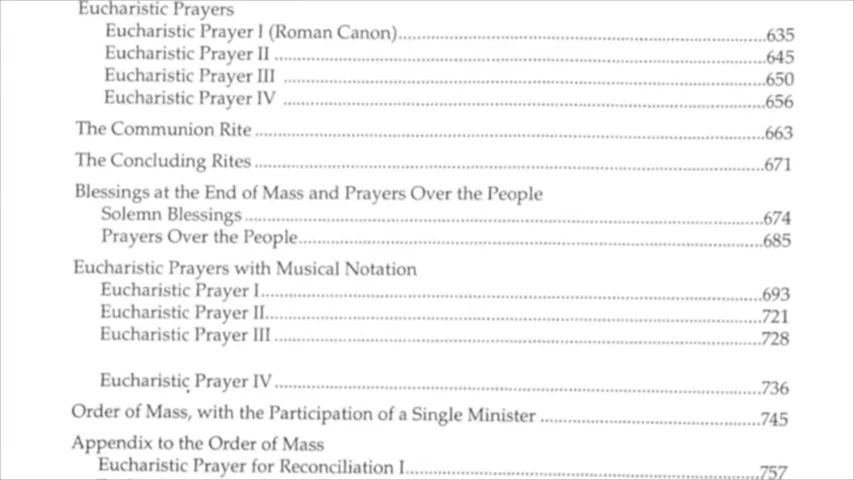 Eucharistic Prayers
Eucharistic Prayer I (Roman Canon)..........635
Eucharistic Prayer II ..........645
Eucharistic Prayer III ..........650
Eucharistic Prayer IV ..........656
The Communion Rite ..........663
The Concluding Rites ..........671
Blessings at the End of Mass and Prayers Over the People
Solemn Blessings ..........674
Prayers Over the People..........685
Eucharistic Prayers with Musical Notation
Eucharistic Prayer I..........693
Eucharistic Prayer II..........721
Eucharistic Prayer III ..........728
Eucharistic Prayer IV ..........736
Order of Mass, with the Participation of a Single Minister ..........745
Appendix to the Order of Mass
Eucharistic Prayer for Reconciliation I..........757